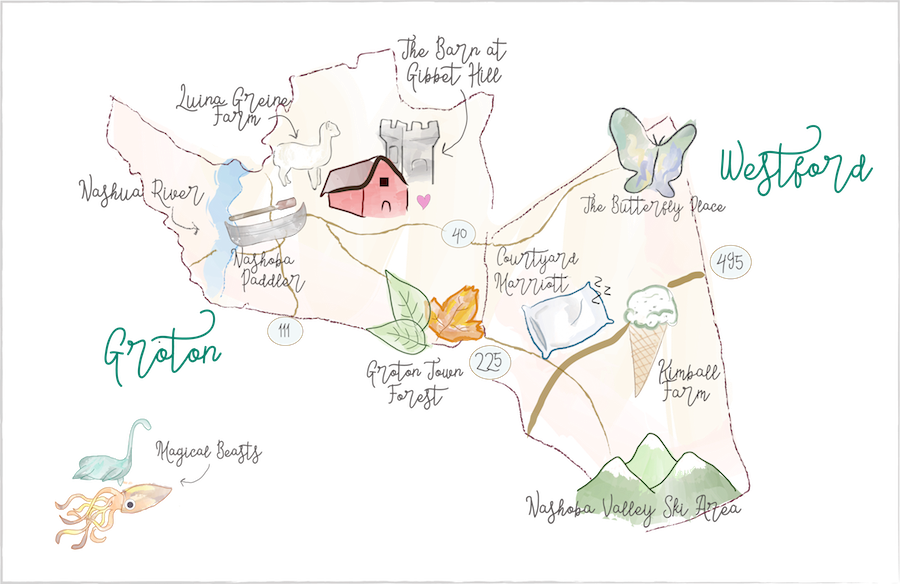 The Barn at
Gibbet Hill
Luina Greine
Farm
Westford
Nashua River
The Butterfly Place
40
Courtyard
Marriott
zz
495
Nashoba
Paddler
111
Groton
225
Groton Town
Forest
Kimball
Farm
Magical Beasts
Nashoba Valley Ski Area